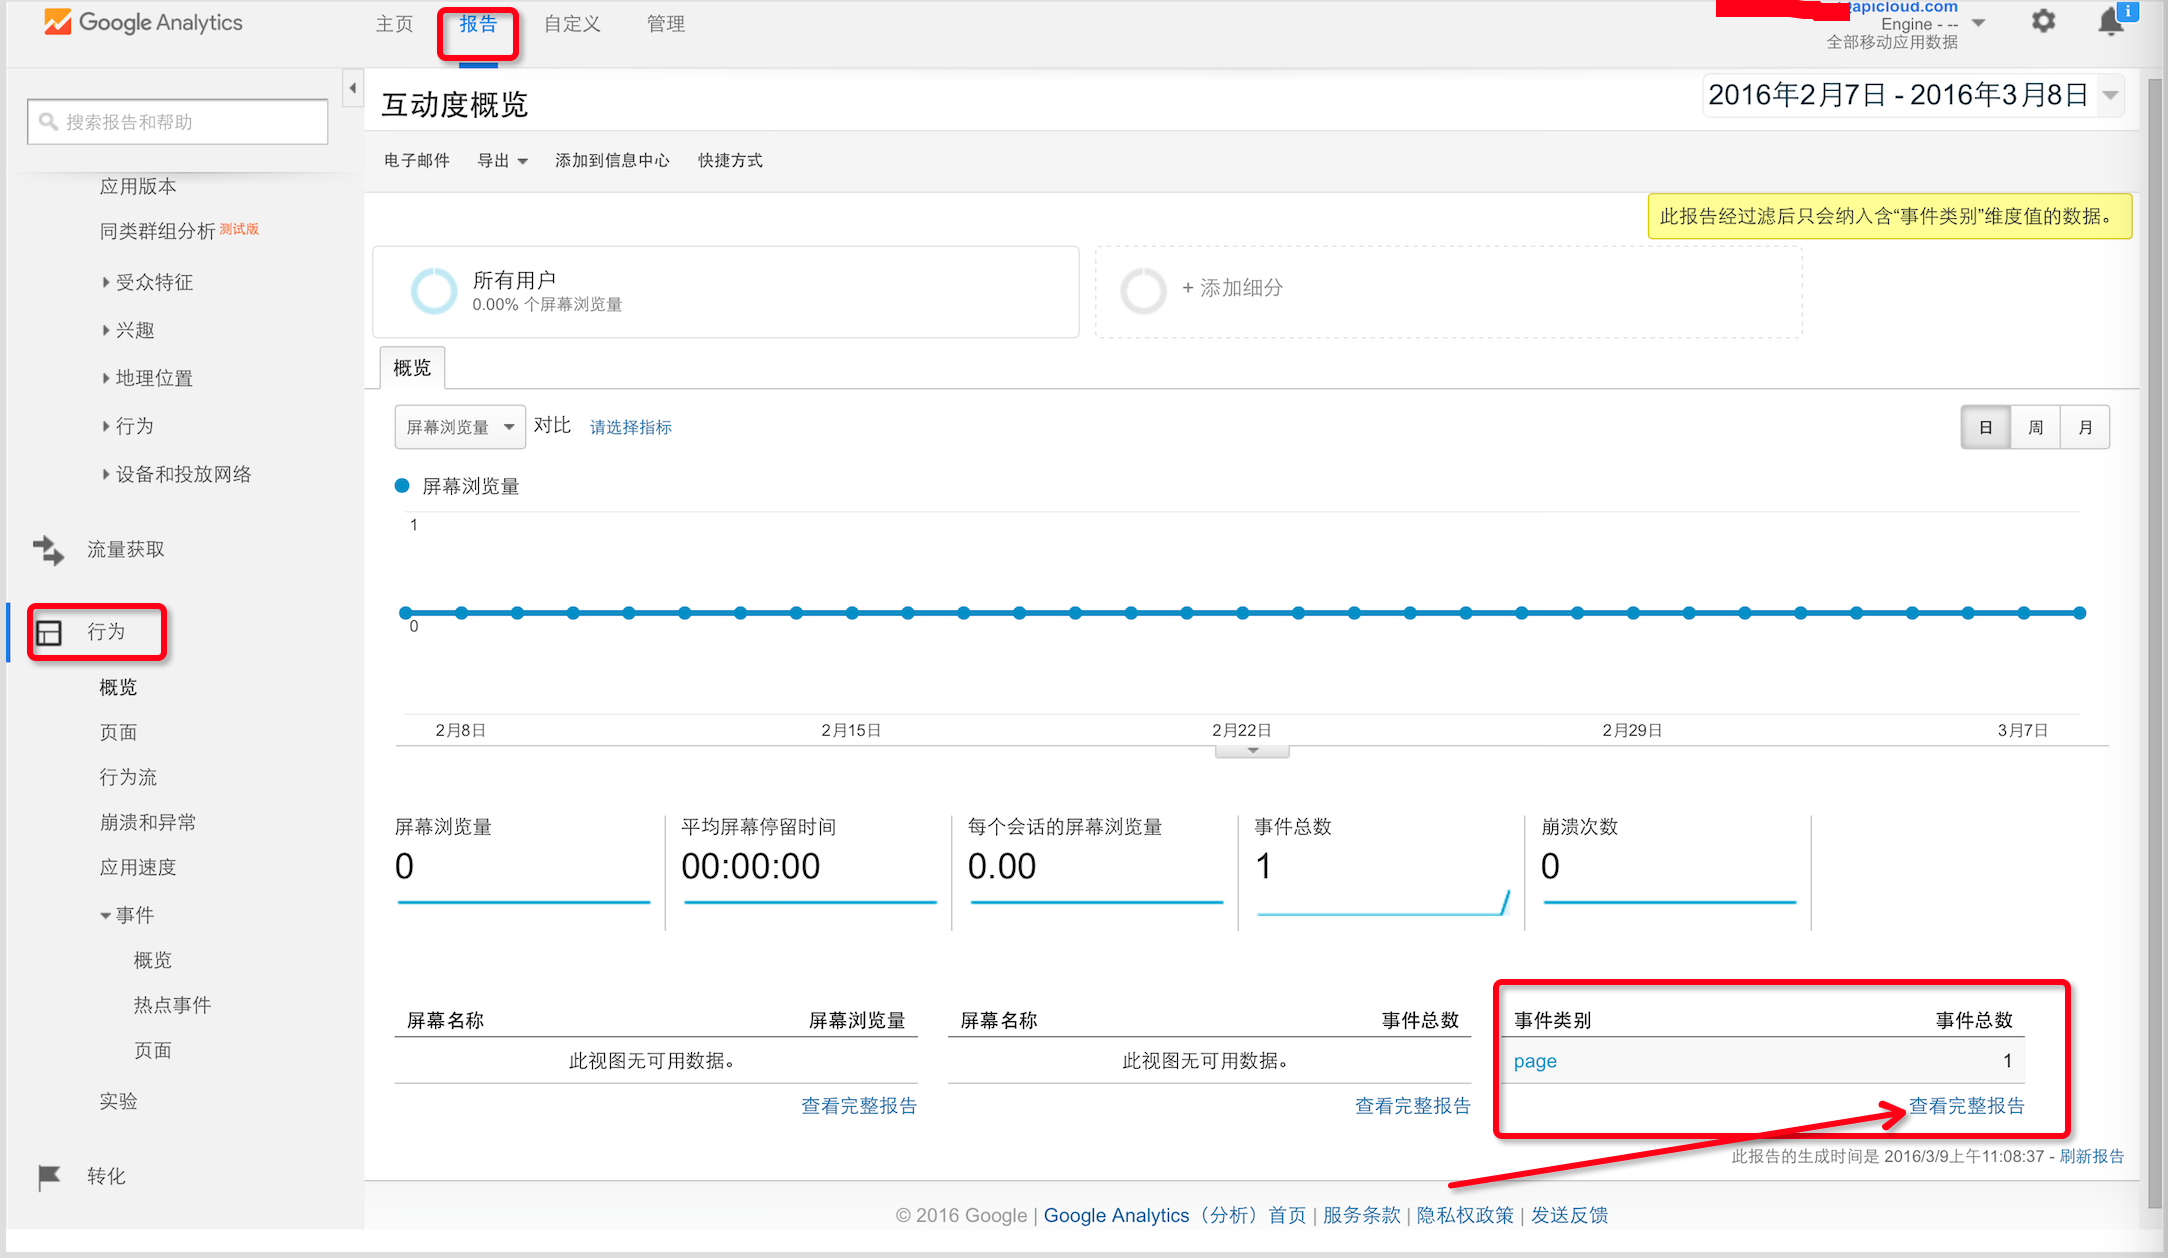 Google Analytics
主页
报告
自定义
管理
apicloud.com
Engine - --
全部移动应用数据
i
搜索报告和帮助
应用版本
同类群组分析 测试版
受众特征
兴趣
地理位置
行为
设备和投放网络
流量获取
行为
概览
页面
行为流
崩溃和异常
应用速度
事件
概览
热点事件
页面
实验
转化
互动度概览
2016年2月7日 - 2016年3月8日
电子邮件 导出 添加到信息中心 快捷方式
此报告经过滤后只会纳入含“事件类别”维度值的数据。
所有用户
0.00% 个屏幕浏览量
+ 添加细分
概览
屏幕浏览量 对比 请选择指标
日 周 月
屏幕浏览量
1
0
2月8日 2月15日 2月22日 2月29日 3月7日
屏幕浏览量
0
平均屏幕停留时间
00:00:00
每个会话的屏幕浏览量
0.00
事件总数
1
崩溃次数
0
屏幕名称 屏幕浏览量
此视图无可用数据。
查看完整报告
屏幕名称 事件总数
此视图无可用数据。
查看完整报告
事件类别 事件总数
page 1
查看完整报告
此报告的生成时间是 2016/3/9上午11:08:37 - 刷新报告
© 2016 Google | Google Analytics（分析）首页 | 服务条款 | 隐私权政策 | 发送反馈